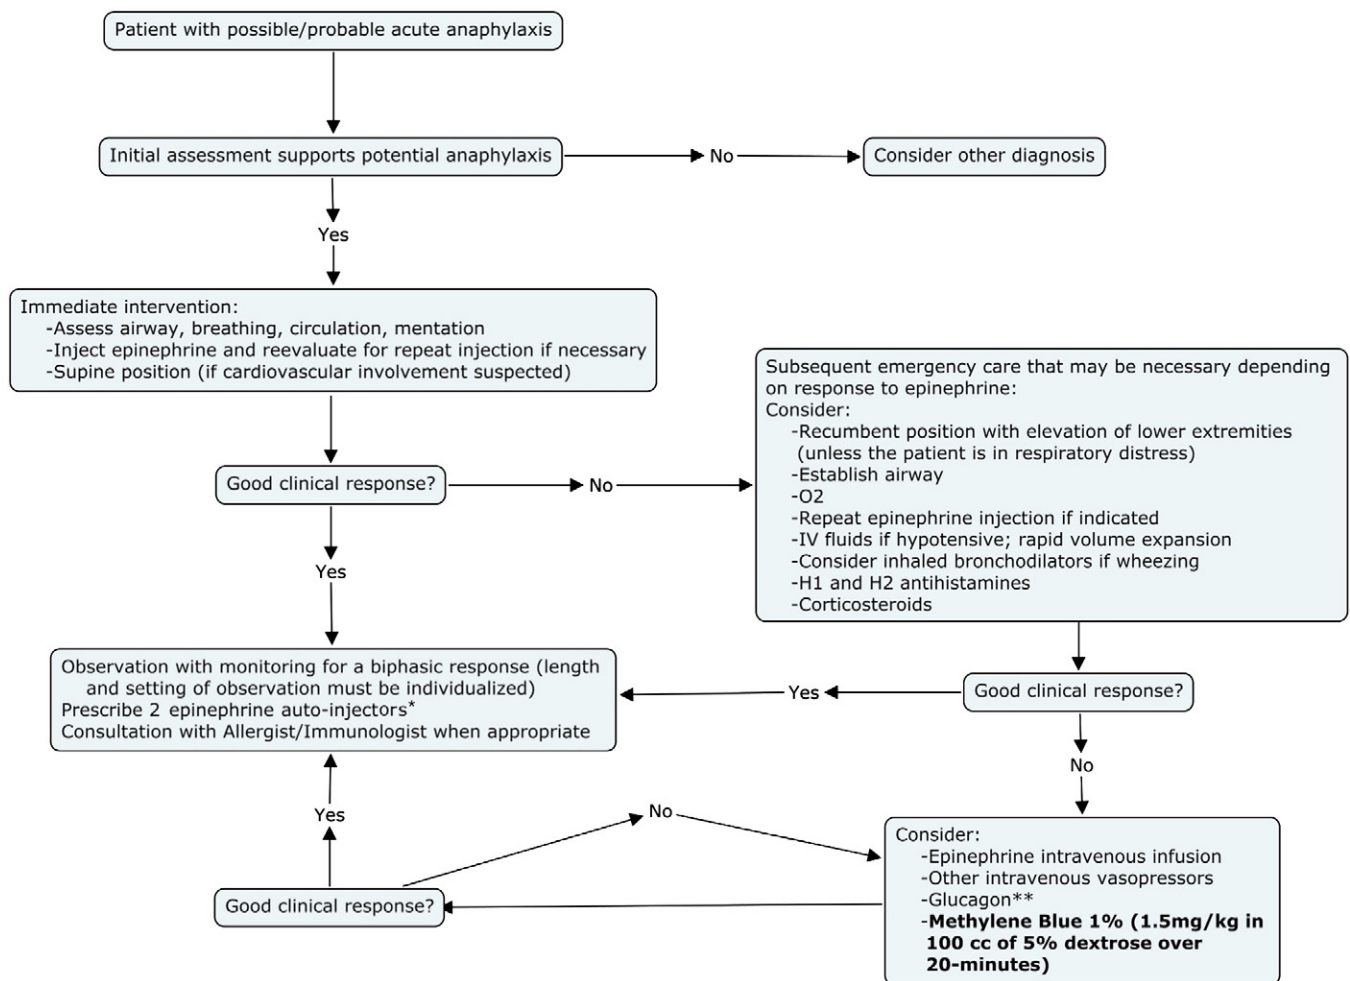 Patient with possible/probable acute anaphylaxis
Initial assessment supports potential anaphylaxis
No
Consider other diagnosis
Yes
Immediate intervention:
-Assess airway, breathing, circulation, mentation
-Inject epinephrine and reevaluate for repeat injection if necessary
-Supine position (if cardiovascular involvement suspected)
Good clinical response?
No
Subsequent emergency care that may be necessary depending
on response to epinephrine:
Consider:
-Recumbent position with elevation of lower extremities
(unless the patient is in respiratory distress)
-Establish airway
-O2
-Repeat epinephrine injection if indicated
-IV fluids if hypotensive; rapid volume expansion
-Consider inhaled bronchodilators if wheezing
-H1 and H2 antihistamines
-Corticosteroids
Yes
Observation with monitoring for a biphasic response (length
and setting of observation must be individualized)
Prescribe 2 epinephrine auto-injectors*
Consultation with Allergist/Immunologist when appropriate
Yes
Good clinical response?
No
Consider:
-Epinephrine intravenous infusion
-Other intravenous vasopressors
-Glucagon**
-Methylene Blue 1% (1.5mg/kg in
100 cc of 5% dextrose over
20-minutes)
No
Yes
Good clinical response?